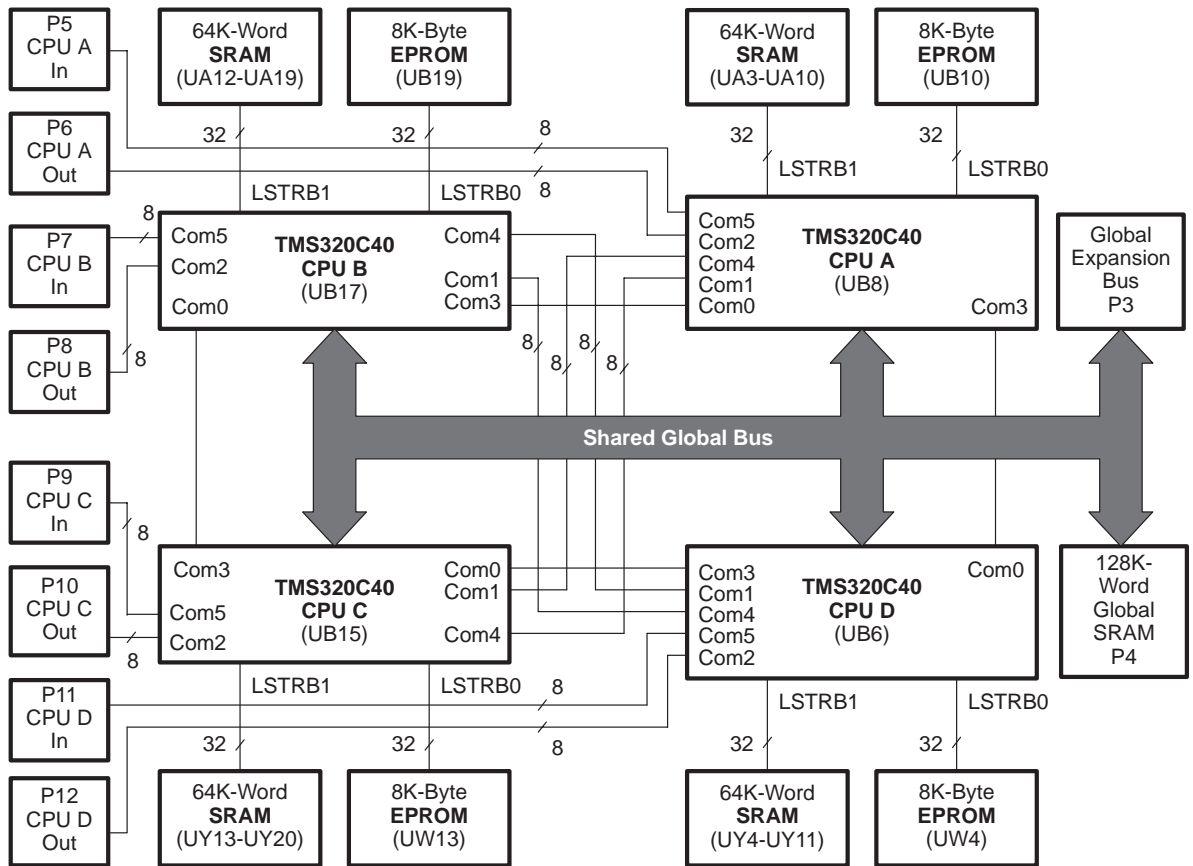 P5
CPU A
In
P6
CPU A
Out
P7
CPU B
In
P8
CPU B
Out
P9
CPU C
In
P10
CPU C
Out
P11
CPU D
In
P12
CPU D
Out
64K-Word
SRAM
(UA12-UA19)
8K-Byte
EPROM
(UB19)
64K-Word
SRAM
(UA3-UA10)
8K-Byte
EPROM
(UB10)
32
32
8
8
32
32
LSTRB1
LSTRB0
LSTRB1
LSTRB0
8
8
Com5
Com2
Com0
TMS320C40
CPU B
(UB17)
Com4
Com1
Com3
Com5
Com2
Com4
Com1
Com0
TMS320C40
CPU A
(UB8)
Com3
Global
Expansion
Bus
P3
8
8
8
8
Shared Global Bus
8
8
Com3
Com5
Com2
TMS320C40
CPU C
(UB15)
Com0
Com1
Com4
Com3
Com1
Com4
Com5
Com2
TMS320C40
CPU D
(UB6)
Com0
128K-
Word
Global
SRAM
P4
LSTRB1
LSTRB0
LSTRB1
LSTRB0
8
8
32
32
32
32
64K-Word
SRAM
(UY13-UY20)
8K-Byte
EPROM
(UW13)
64K-Word
SRAM
(UY4-UY11)
8K-Byte
EPROM
(UW4)